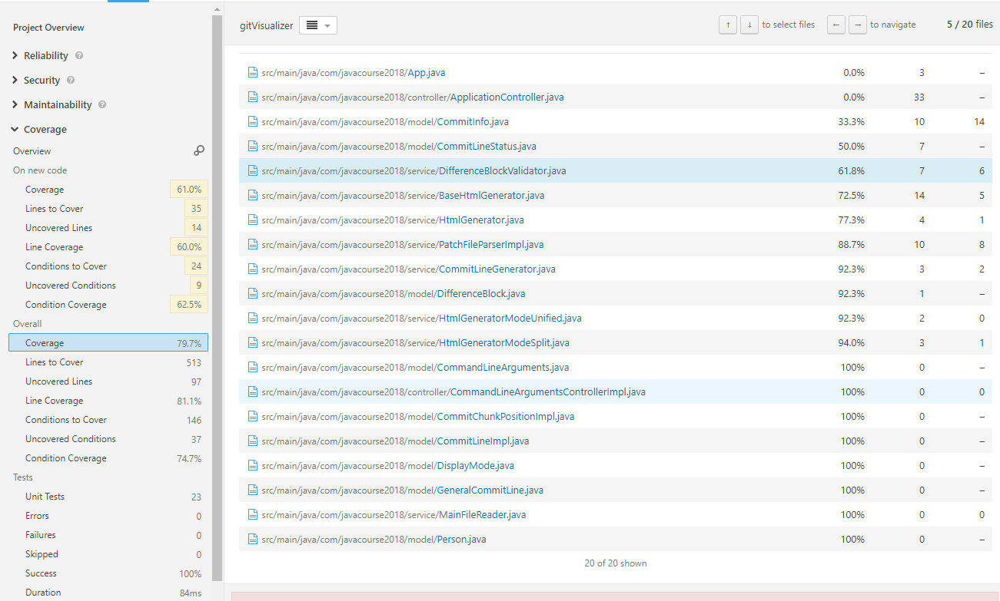 Project Overview
Reliability ?
Security ?
Maintainability ?
Coverage
Overview
On new code
Coverage 61.0%
Lines to Cover 35
Uncovered Lines 14
Line Coverage 60.0%
Conditions to Cover 24
Uncovered Conditions 9
Condition Coverage 62.5%
Overall
Coverage 79.7%
Lines to Cover 513
Uncovered Lines 97
Line Coverage 81.1%
Conditions to Cover 146
Uncovered Conditions 37
Condition Coverage 74.7%
Tests
Unit Tests 23
Errors 0
Failures 0
Skipped 0
Success 100%
Duration 84ms
gitVisualizer ↑ ↓ to select files ← → to navigate 5 / 20 files
src/main/java/com/javacourse2018/App.java 0.0% 3 –
src/main/java/com/javacourse2018/controller/ApplicationController.java 0.0% 33 –
src/main/java/com/javacourse2018/model/CommitInfo.java 33.3% 10 14
src/main/java/com/javacourse2018/model/CommitLineStatus.java 50.0% 7 –
src/main/java/com/javacourse2018/service/DifferenceBlockValidator.java 61.8% 7 6
src/main/java/com/javacourse2018/service/BaseHtmlGenerator.java 72.5% 14 5
src/main/java/com/javacourse2018/service/HtmlGenerator.java 77.3% 4 1
src/main/java/com/javacourse2018/service/PatchFileParserImpl.java 88.7% 10 8
src/main/java/com/javacourse2018/service/CommitLineGenerator.java 92.3% 3 2
src/main/java/com/javacourse2018/model/DifferenceBlock.java 92.3% 1 –
src/main/java/com/javacourse2018/service/HtmlGeneratorModeUnified.java 92.3% 2 0
src/main/java/com/javacourse2018/service/HtmlGeneratorModeSplit.java 94.0% 3 1
src/main/java/com/javacourse2018/model/CommandLineArguments.java 100% 0 –
src/main/java/com/javacourse2018/controller/CommandLineArgumentsControllerImpl.java 100% 0 0
src/main/java/com/javacourse2018/model/CommitChunkPositionImpl.java 100% 0 –
src/main/java/com/javacourse2018/model/CommitLineImpl.java 100% 0 –
src/main/java/com/javacourse2018/model/DisplayMode.java 100% 0 –
src/main/java/com/javacourse2018/model/GeneralCommitLine.java 100% 0 –
src/main/java/com/javacourse2018/service/MainFileReader.java 100% 0 0
src/main/java/com/javacourse2018/model/Person.java 100% 0 –
20 of 20 shown